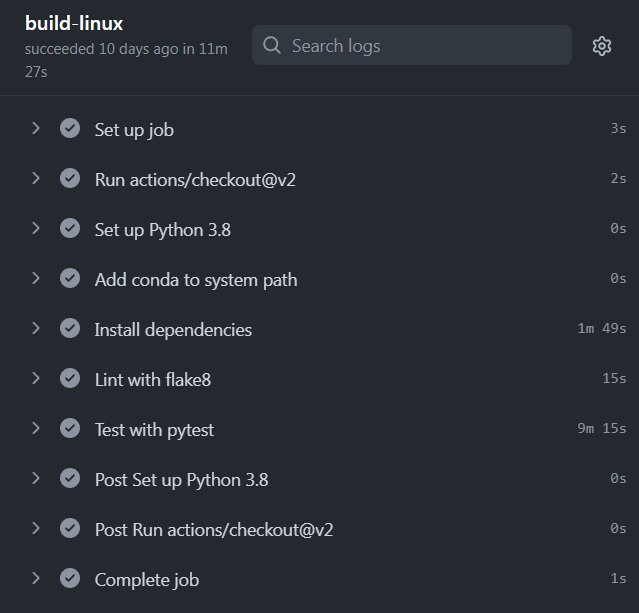 build-linux
succeeded 10 days ago in 11m
27s
Search logs
Set up job 3s
Run actions/checkout@v2 2s
Set up Python 3.8 0s
Add conda to system path 0s
Install dependencies 1m 49s
Lint with flake8 15s
Test with pytest 9m 15s
Post Set up Python 3.8 0s
Post Run actions/checkout@v2 0s
Complete job 1s